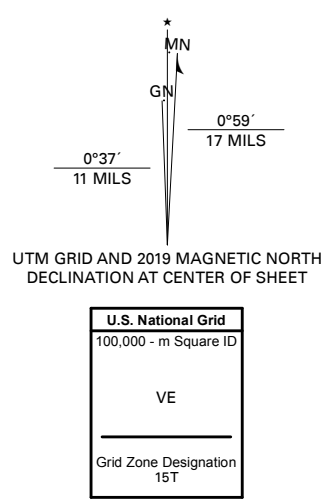 MN
GN
0°59´
17 MILS
0°37´
11 MILS
UTM GRID AND 2019 MAGNETIC NORTH
DECLINATION AT CENTER OF SHEET
U.S. National Grid
100,000 - m Square ID
VE
Grid Zone Designation
15T